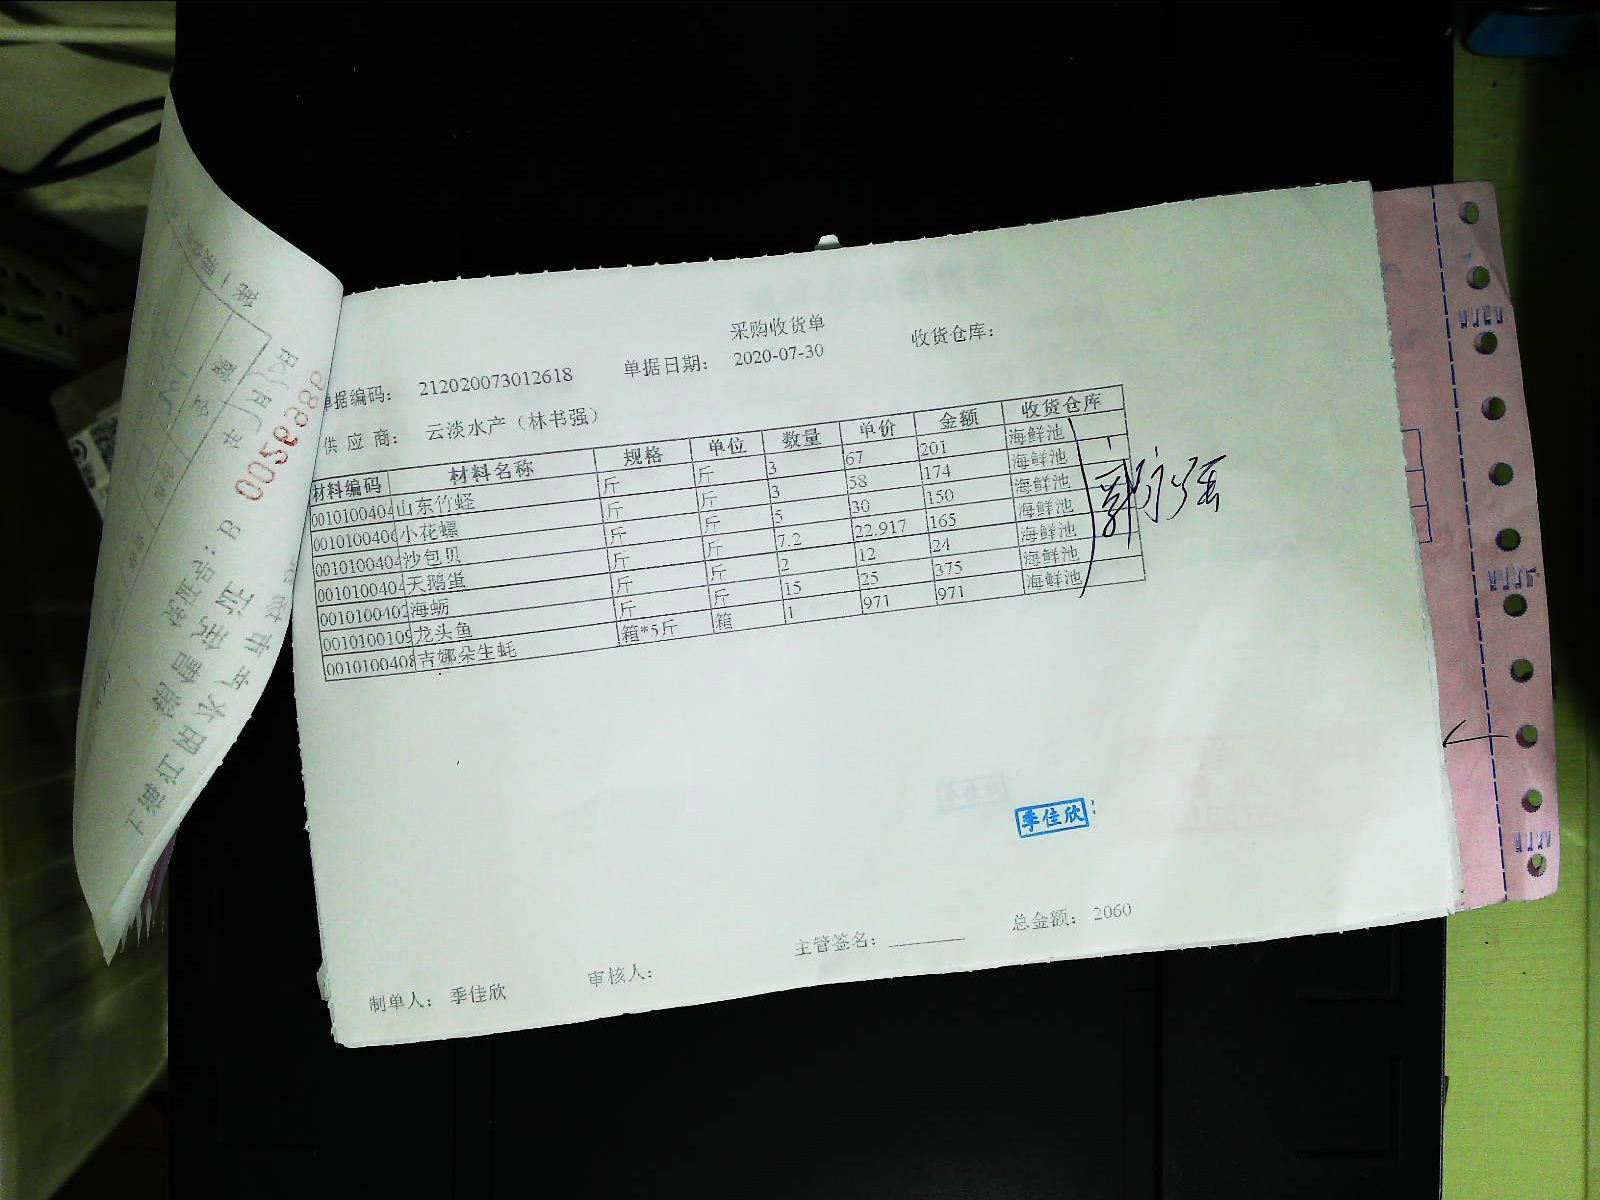 采购收货单
单据编码： 212020073012618 单据日期： 2020-07-30 收货仓库：
供应商： 云淡水产（林书强）
材料编码 材料名称 规格 单位 数量 单价 金额 收货仓库
0010100404 山东竹蛏 斤 斤 3 67 201 海鲜池
001010040 小花螺 斤 斤 3 58 174 海鲜池
001010040 沙包贝 斤 斤 5 30 150 海鲜池
001010040 天鹅蛋 斤 斤 7.2 22.917 165 海鲜池
001010040 海蛎 斤 斤 2 12 24 海鲜池
001010010 龙头鱼 斤 斤 15 25 375 海鲜池
0010100408 吉娜朵生蚝 箱*5斤 箱 1 971 971 海鲜池
季佳欣
主管签名： 总金额： 2060
制单人： 季佳欣 审核人：